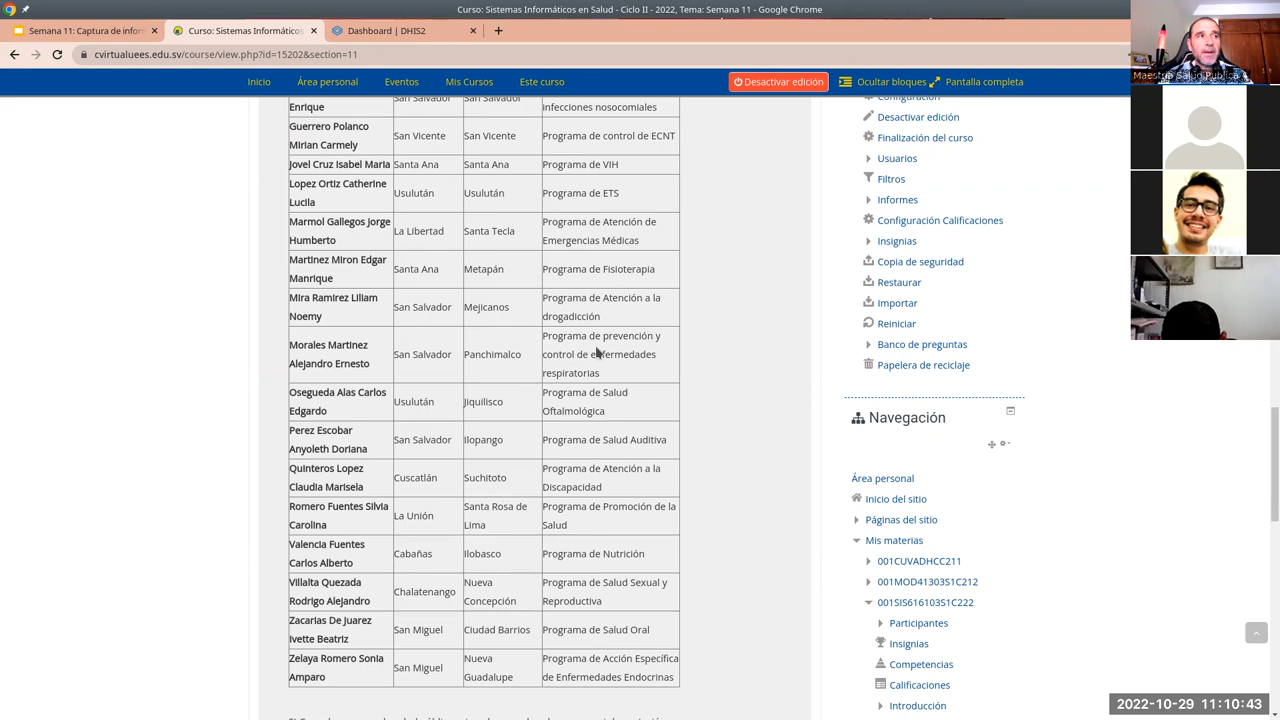 Curso: Sistemas Informáticos en Salud - Ciclo II - 2022, Tema: Semana 11 - Google Chrome
Semana 11: Captura de infor
Curso: Sistemas Informáticos
Dashboard | DHIS2
cvirtualuees.edu.sv/course/view.php?id=15202&section=11
Inicio Área personal Eventos Mis Cursos Este curso Desactivar edición Ocultar bloques Pantalla completa
Maestría Salud Publica
Enrique San Salvador San Salvador infecciones nosocomiales
Guerrero Polanco Mirian Carmely San Vicente San Vicente Programa de control de ECNT
Jovel Cruz Isabel Maria Santa Ana Santa Ana Programa de VIH
Lopez Ortiz Catherine Lucila Usulután Usulután Programa de ETS
Marmol Gallegos Jorge Humberto La Libertad Santa Tecla Programa de Atención de Emergencias Médicas
Martinez Miron Edgar Manrique Santa Ana Metapán Programa de Fisioterapia
Mira Ramirez Liliam Noemy San Salvador Mejicanos Programa de Atención a la drogadicción
Morales Martinez Alejandro Ernesto San Salvador Panchimalco Programa de prevención y control de enfermedades respiratorias
Osegueda Alas Carlos Edgardo Usulután Jiquilisco Programa de Salud Oftalmológica
Perez Escobar Anyoleth Doriana San Salvador Ilopango Programa de Salud Auditiva
Quinteros Lopez Claudia Marisela Cuscatlán Suchitoto Programa de Atención a la Discapacidad
Romero Fuentes Silvia Carolina La Unión Santa Rosa de Lima Programa de Promoción de la Salud
Valencia Fuentes Carlos Alberto Cabañas Ilobasco Programa de Nutrición
Villalta Quezada Rodrigo Alejandro Chalatenango Nueva Concepción Programa de Salud Sexual y Reproductiva
Zacarias De Juarez Ivette Beatriz San Miguel Ciudad Barrios Programa de Salud Oral
Zelaya Romero Sonia Amparo San Miguel Nueva Guadalupe Programa de Acción Específica de Enfermedades Endocrinas
Configuración
Desactivar edición
Finalización del curso
Usuarios
Filtros
Informes
Configuración Calificaciones
Insignias
Copia de seguridad
Restaurar
Importar
Reiniciar
Banco de preguntas
Papelera de reciclaje
Navegación
Área personal
Inicio del sitio
Páginas del sitio
Mis materias
001CUVADHCC211
001MOD41303S1C212
001SIS616103S1C222
Participantes
Insignias
Competencias
Calificaciones
Introducción
2022-10-29 11:10:43